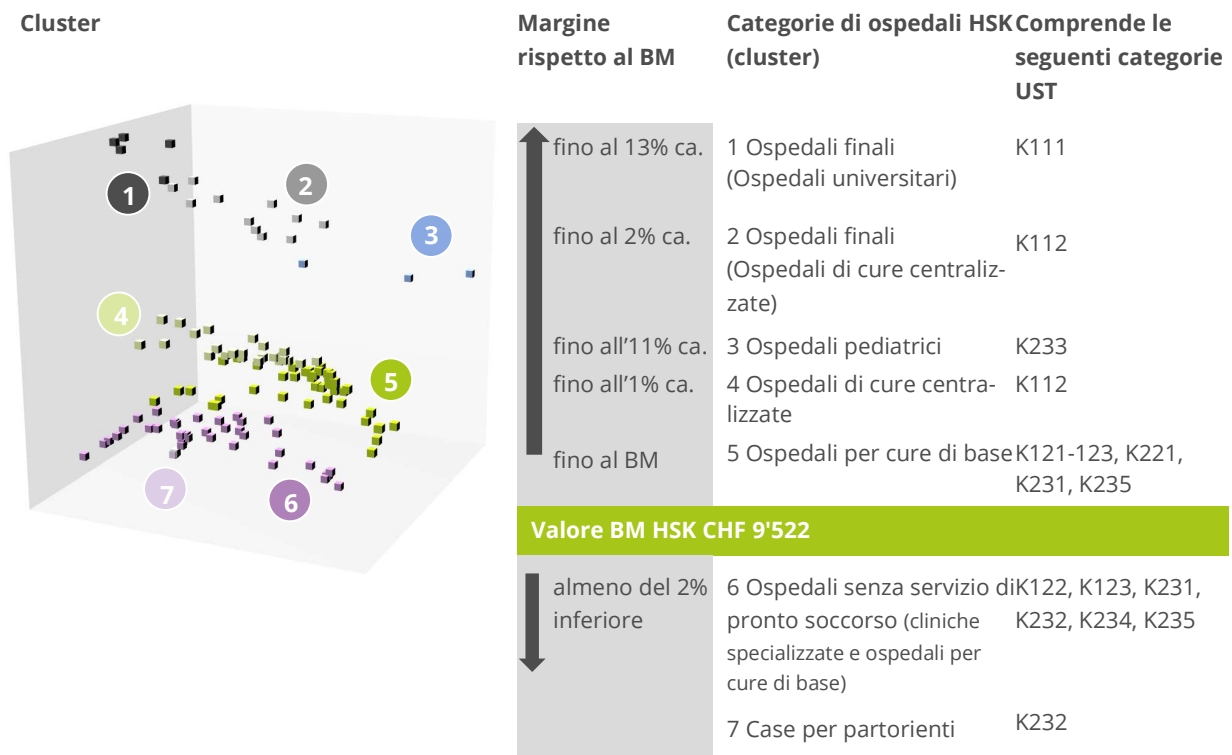 Cluster
Margine
rispetto al BM
Categorie di ospedali HSK
(cluster)
Comprende le
seguenti categorie
UST
1
2
3
4
5
7
6
fino al 13% ca.
1 Ospedali finali
(Ospedali universitari)
K111
fino al 2% ca.
2 Ospedali finali
(Ospedali di cure centraliz-
zate)
K112
fino all’11% ca.
3 Ospedali pediatrici
K233
fino all’1% ca.
4 Ospedali di cure centra-
lizzate
K112
fino al BM
5 Ospedali per cure di base
K121-123, K221,
K231, K235
Valore BM HSK CHF 9'522
almeno del 2%
inferiore
6 Ospedali senza servizio di
pronto soccorso (cliniche
specializzate e ospedali per
cure di base)
K122, K123, K231,
K232, K234, K235
7 Case per partorienti
K232